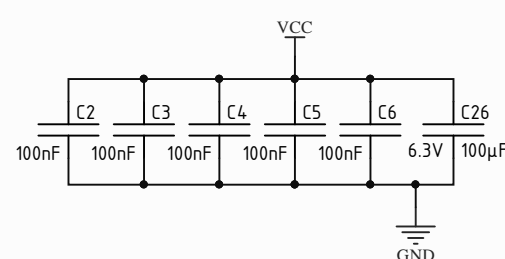 VCC
C2 C3 C4 C5 C6 C26
100nF 100nF 100nF 100nF 100nF 6.3V 100µF
GND